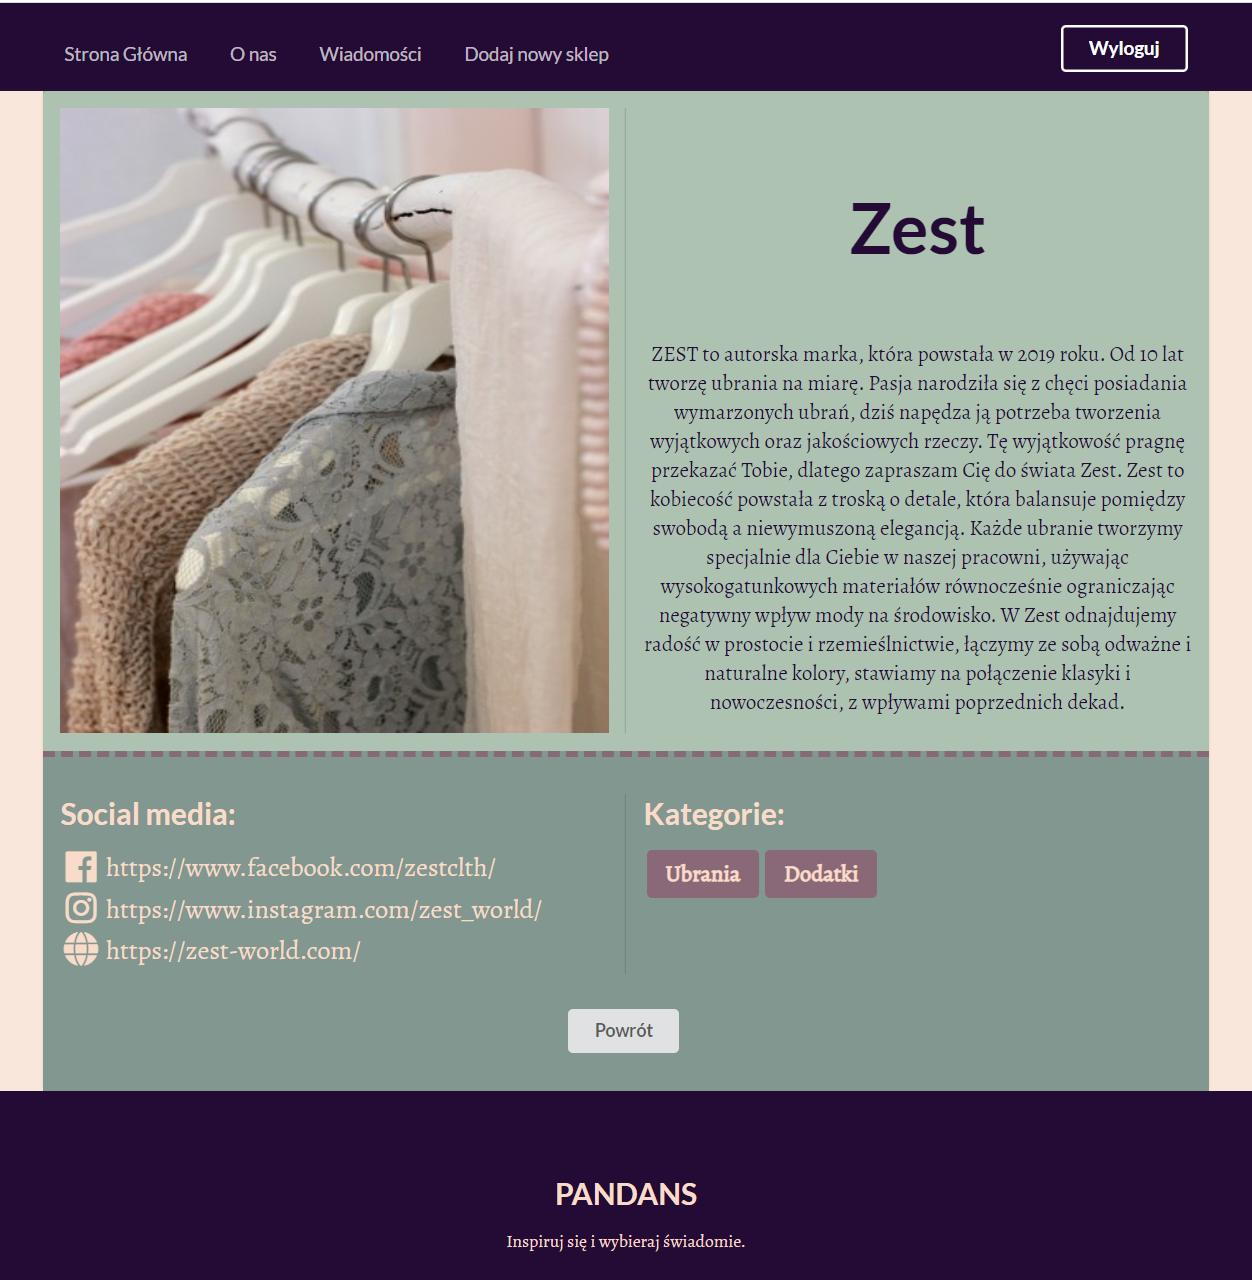 Strona Główna O nas Wiadomości Dodaj nowy sklep Wyloguj
Zest
ZEST to autorska marka, która powstała w 2019 roku. Od 10 lat
tworzę ubrania na miarę. Pasja narodziła się z chęci posiadania
wymarzonych ubrań, dziś napędza ją potrzeba tworzenia
wyjątkowych oraz jakościowych rzeczy. Tę wyjątkowość pragnę
przekazać Tobie, dlatego zapraszam Cię do świata Zest. Zest to
kobiecość powstała z troską o detale, która balansuje pomiędzy
swobodą a niewymuszoną elegancją. Każde ubranie tworzymy
specjalnie dla Ciebie w naszej pracowni, używając
wysokogatunkowych materiałów równocześnie ograniczając
negatywny wpływ mody na środowisko. W Zest odnajdujemy
radość w prostocie i rzemieślnictwie, łączymy ze sobą odważne i
naturalne kolory, stawiamy na połączenie klasyki i
nowoczesności, z wpływami poprzednich dekad.
Social media:
https://www.facebook.com/zestclth/
https://www.instagram.com/zest_world/
https://zest-world.com/
Kategorie:
Ubrania Dodatki
Powrót
PANDANS
Inspiruj się i wybieraj świadomie.